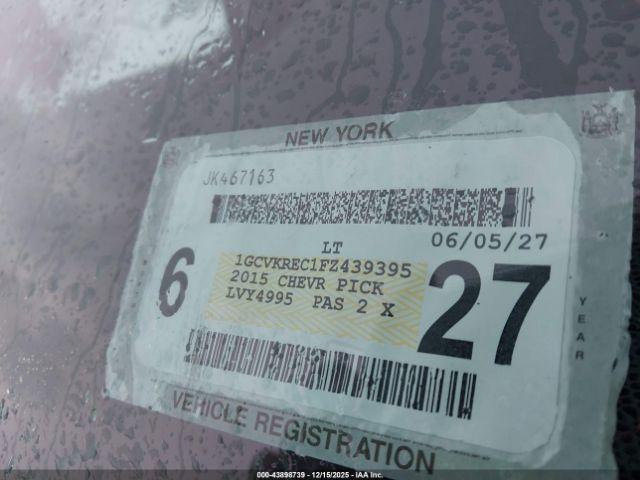 NEW YORK
JK467163
LT
06/05/27
1GCVKREC1FZ439395
2015 CHEVR PICK
LVY4995 PAS 2 X
6
27
YEAR
VEHICLE REGISTRATION
000-43898739 - 12/15/2025 - IAA Inc.